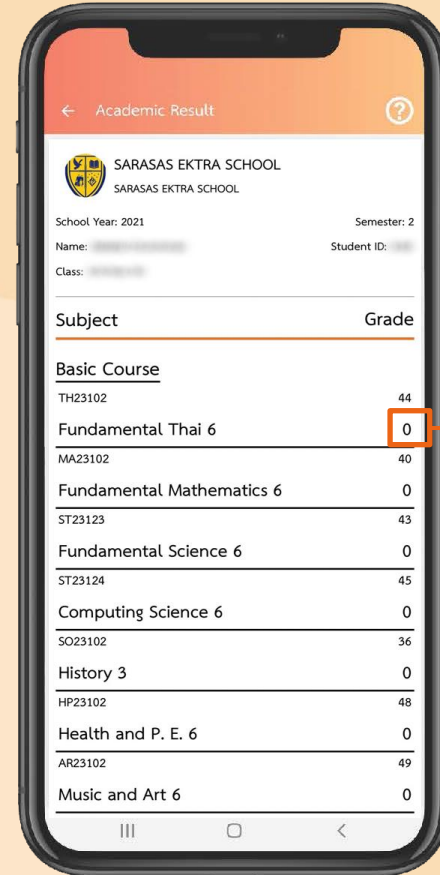 Academic Result
SARASAS EKTRA SCHOOL
SARASAS EKTRA SCHOOL
School Year: 2021 Semester: 2
Name: Student ID:
Class:
Subject Grade
Basic Course
TH23102 44
Fundamental Thai 6 0
MA23102 40
Fundamental Mathematics 6 0
ST23123 43
Fundamental Science 6 0
ST23124 45
Computing Science 6 0
SO23102 36
History 3 0
HP23102 48
Health and P. E. 6 0
AR23102 49
Music and Art 6 0